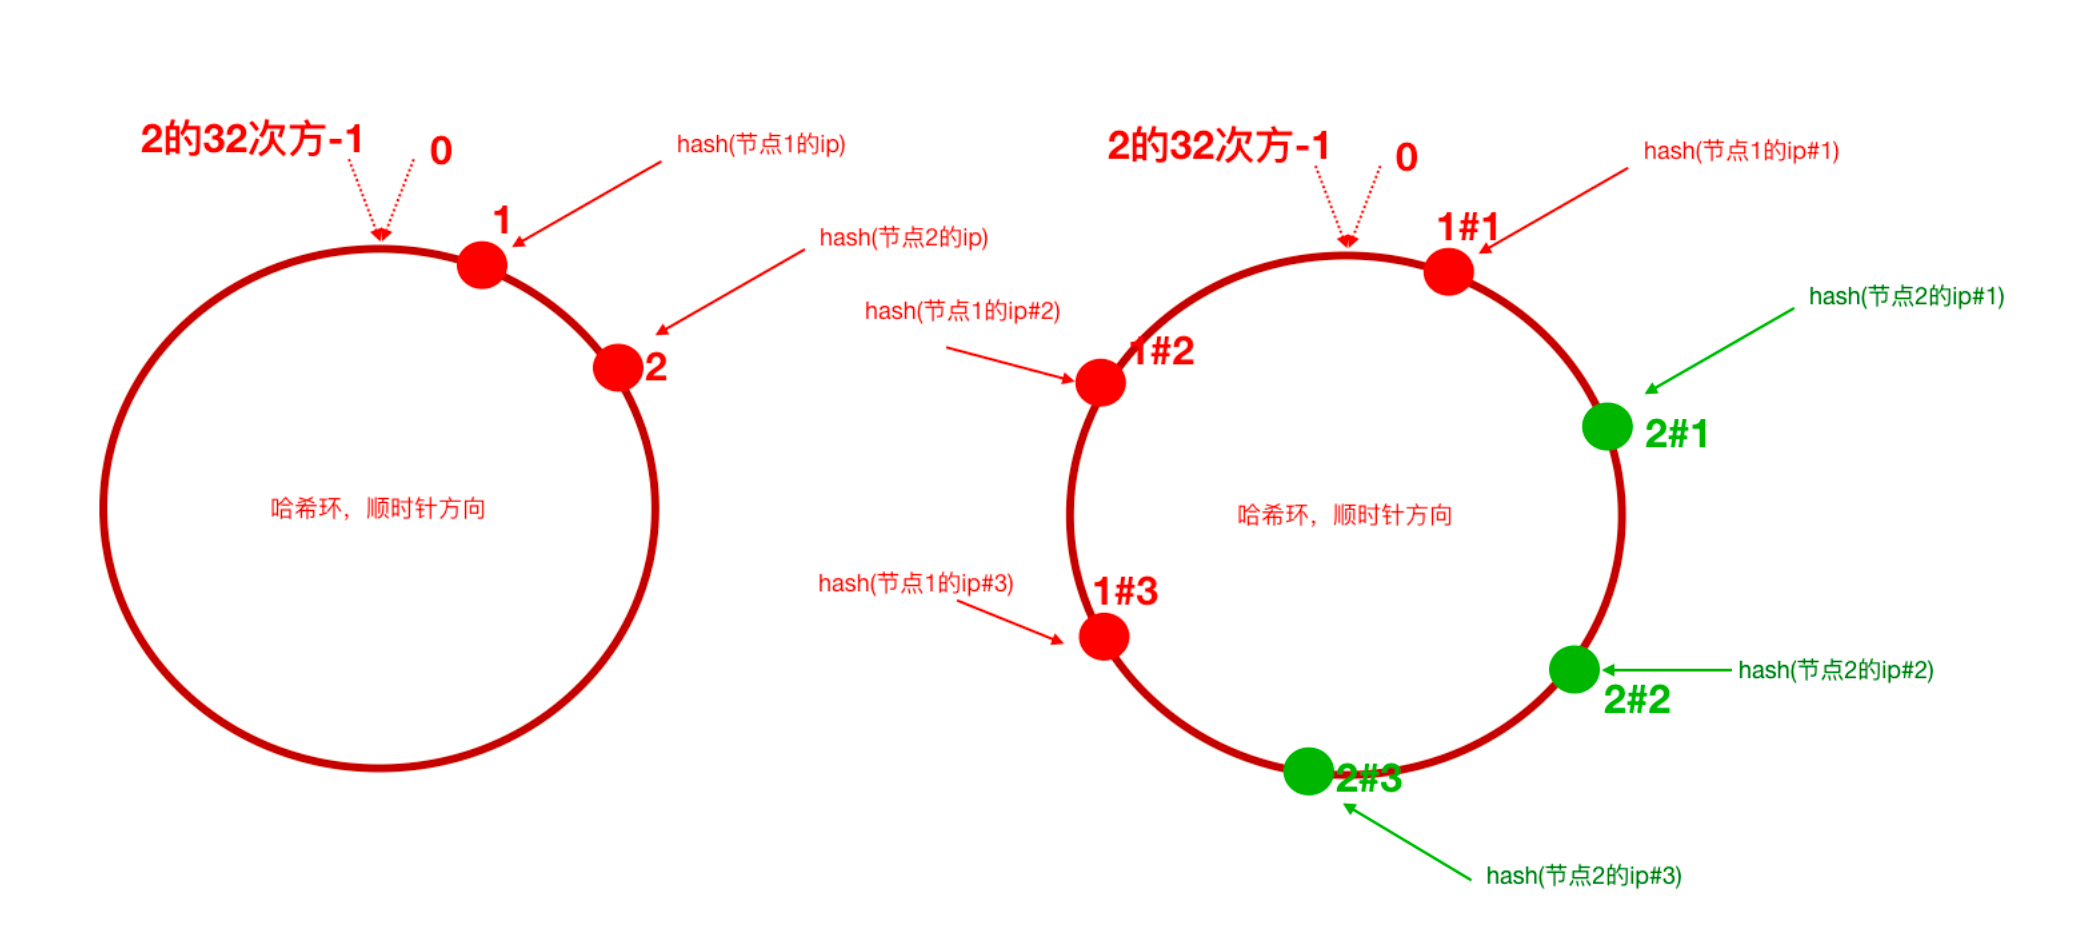 2的32次方-1
0
hash(节点1的ip)
1
hash(节点2的ip)
2
哈希环，顺时针方向
2的32次方-1
0
hash(节点1的ip#1)
1#1
hash(节点2的ip#1)
hash(节点1的ip#2)
1#2
2#1
哈希环，顺时针方向
hash(节点1的ip#3)
1#3
hash(节点2的ip#2)
2#2
2#3
hash(节点2的ip#3)